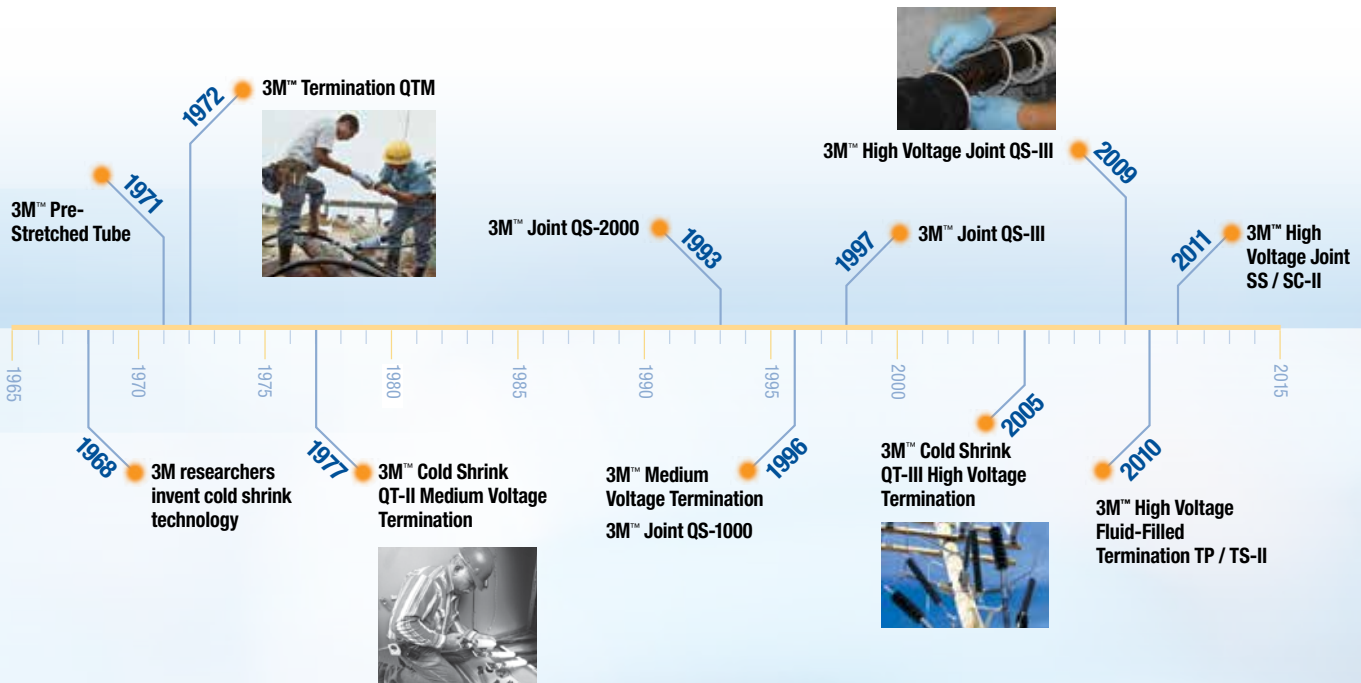 1972
3M™ Termination QTM
1971
3M™ Pre-
Stretched Tube
3M™ Joint QS-2000
1993
1997
3M™ Joint QS-III
3M™ High Voltage Joint QS-III
2009
2011
3M™ High
Voltage Joint
SS / SC-II
1965
1970
1975
1980
1985
1990
1995
2000
2015
1968
3M researchers
invent cold shrink
technology
1977
3M™ Cold Shrink
QT-II Medium Voltage
Termination
3M™ Medium
Voltage Termination
3M™ Joint QS-1000
1996
3M™ Cold Shrink
QT-III High Voltage
Termination
2005
2010
3M™ High Voltage
Fluid-Filled
Termination TP / TS-II